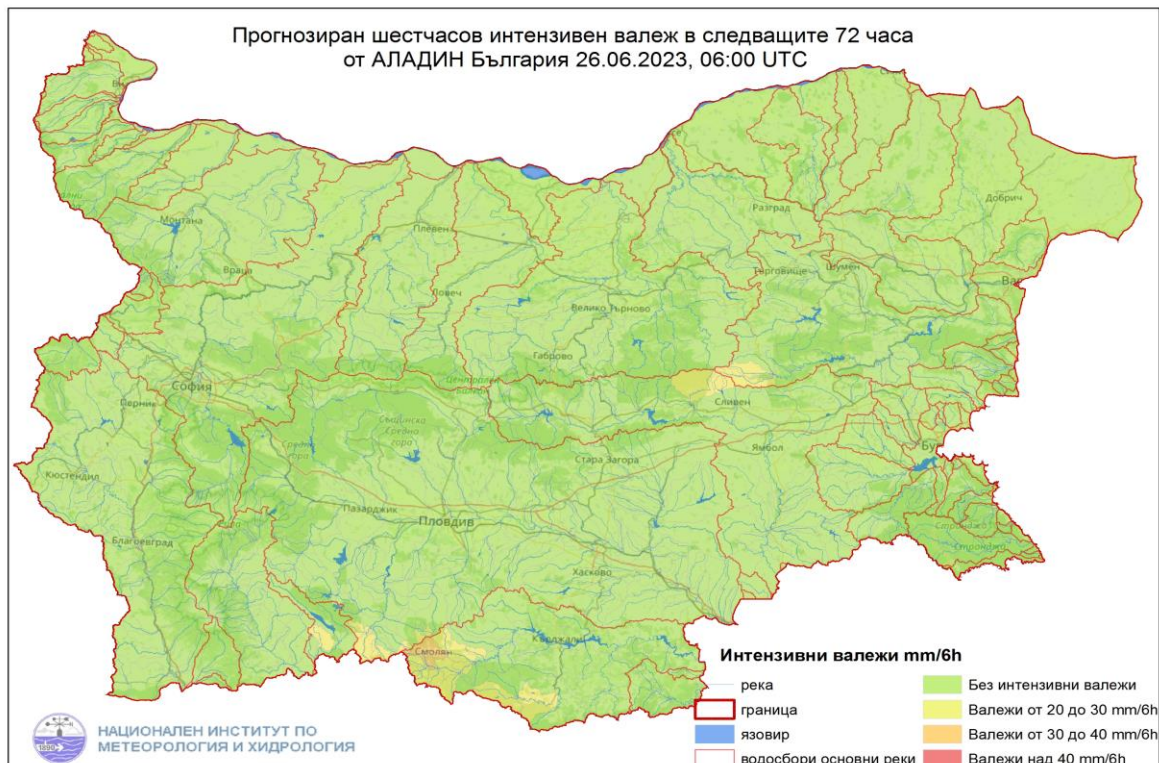 Прогнозиран шестчасов интензивен валеж в следващите 72 часа
от АЛАДИН България 26.06.2023, 06:00 UTC
Монтана
Враца
Плевен
Ловеч
Велико Търново
Габрово
Разград
Търговище
Шумен
Добрич
София
Перник
Кюстендил
Благоевград
Пазарджик
Пловдив
Стара Загора
Сливен
Ямбол
Хасково
Смолян
Кърджали
Интензивни валежи mm/6h
река
граница
язовир
водосбори основни реки
Без интензивни валежи
Валежи от 20 до 30 mm/6h
Валежи от 30 до 40 mm/6h
Валежи над 40 mm/6h
1890
НАЦИОНАЛЕН ИНСТИТУТ ПО
МЕТЕОРОЛОГИЯ И ХИДРОЛОГИЯ